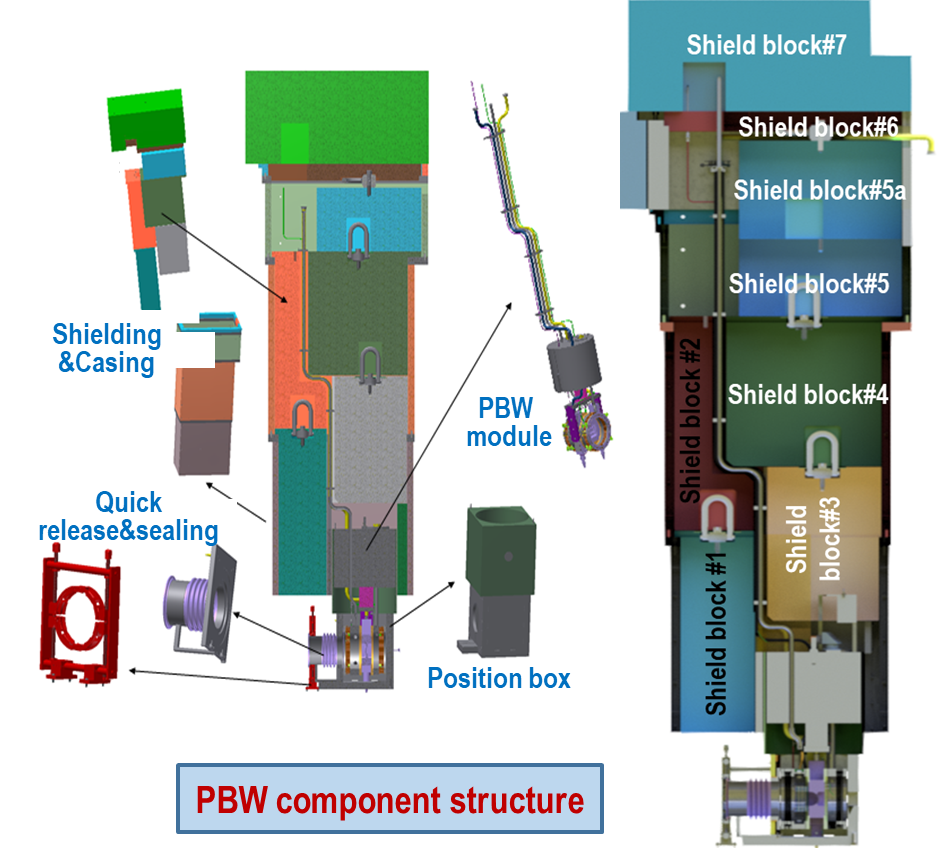 Shield block#7
Shield block#6
Shield block#5a
Shield block#5
Shield block #2
Shield block#4
Shield
block#3
Shield block #1
Shielding
&Casing
PBW
module
Quick
release&sealing
Position box
PBW component structure